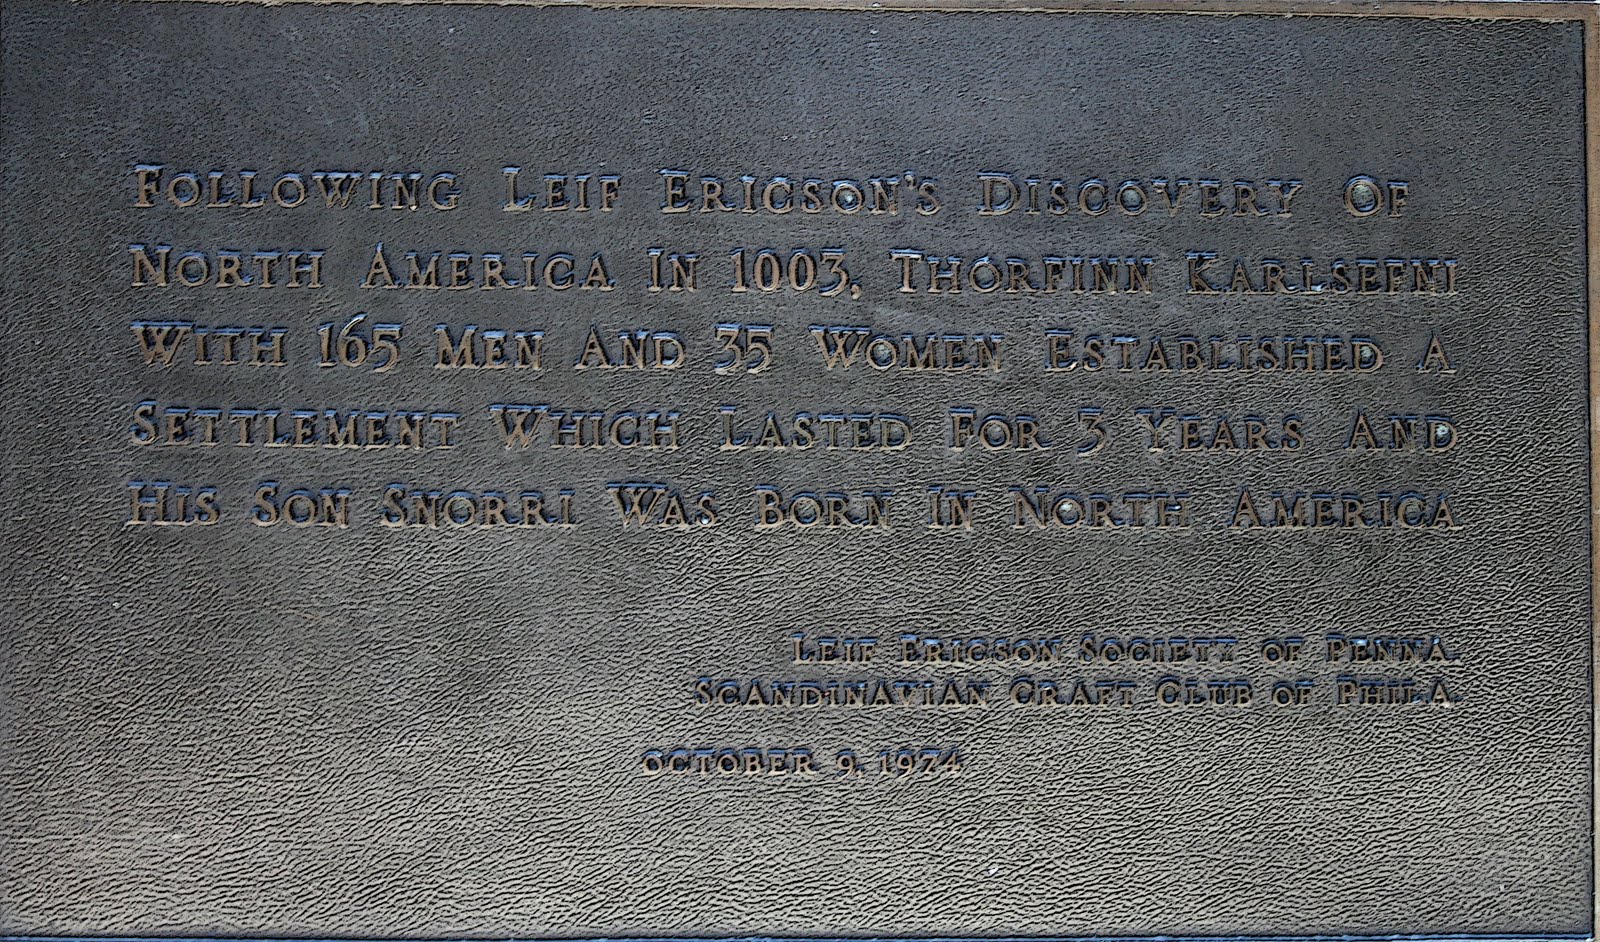 Following Leif Ericson's Discovery Of
North America In 1003, Thorfinn Karlsefni
With 165 Men And 35 Women Established A
Settlement Which Lasted For 3 Years And
His Son Snorri Was Born In North America
Leif Ericson Society of Penna.
Scandinavian Craft Club of Phila.
October 9, 1974